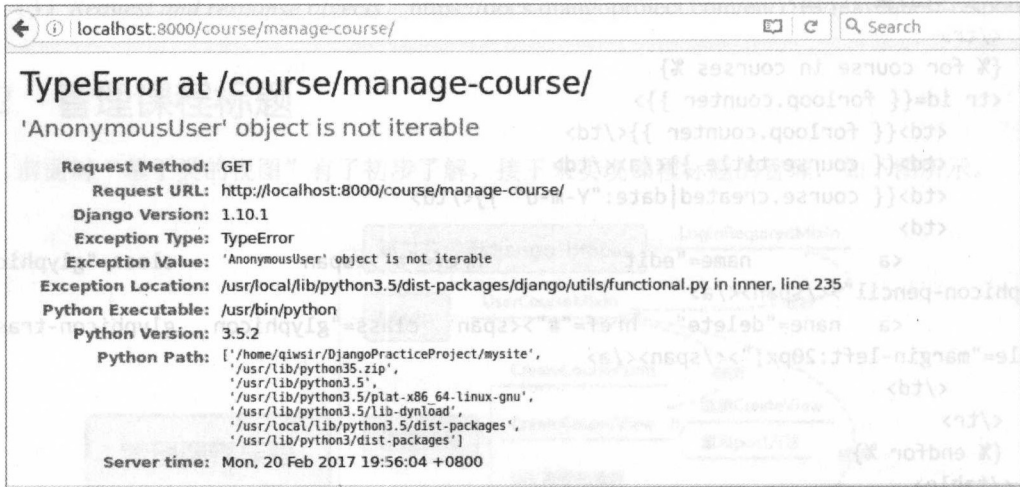 localhost:8000/course/manage-course/
Search
TypeError at /course/manage-course/
'AnonymousUser' object is not iterable
Request Method: GET
Request URL: http://localhost:8000/course/manage-course/
Django Version: 1.10.1
Exception Type: TypeError
Exception Value: 'AnonymousUser' object is not iterable
Exception Location: /usr/local/lib/python3.5/dist-packages/django/utils/functional.py in inner, line 235
Python Executable: /usr/bin/python
Python Version: 3.5.2
Python Path: ['/home/qiwsir/DjangoPracticeProject/mysite',
'/usr/lib/python35.zip',
'/usr/lib/python3.5',
'/usr/lib/python3.5/plat-x86_64-linux-gnu',
'/usr/lib/python3.5/lib-dynload',
'/usr/local/lib/python3.5/dist-packages',
'/usr/lib/python3/dist-packages']
Server time: Mon, 20 Feb 2017 19:56:04 +0800